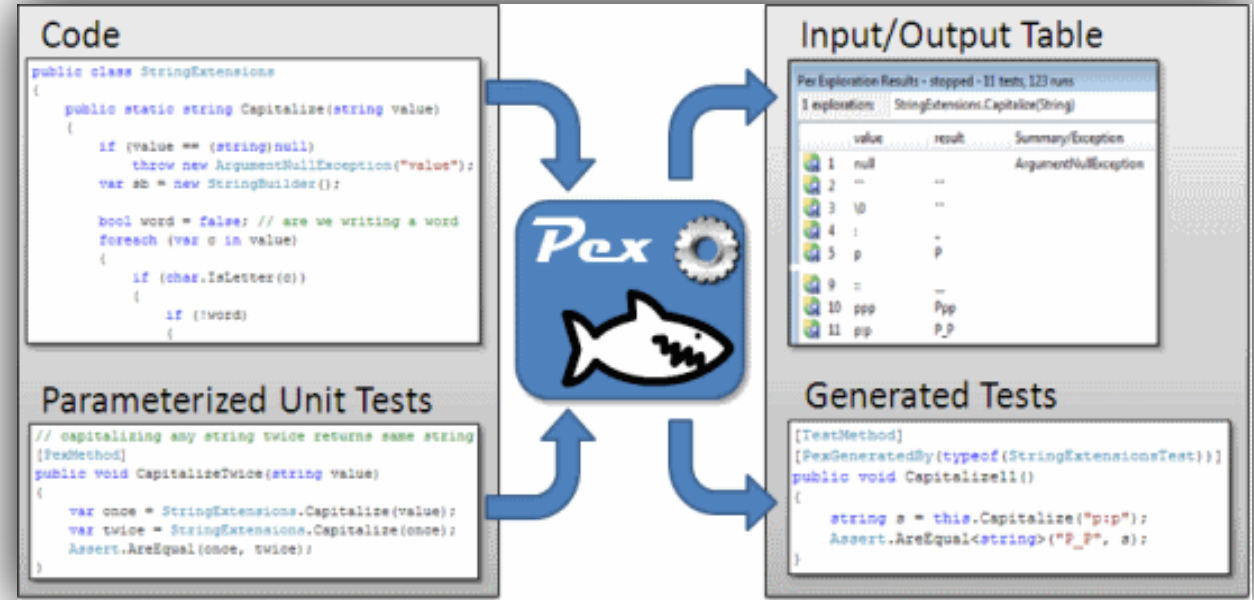 Code
public class StringExtensions
{
public static string Capitalize(string value)
{
if (value == (string)null)
throw new ArgumentNullException("value");
var sb = new StringBuilder();
bool word = false; // are we writing a word
foreach (var c in value)
{
if (char.IsLetter(c))
{
if (!word)
{
Parameterized Unit Tests
// capitalizing any string twice returns same string
[PexMethod]
public void CapitalizeTwice(string value)
{
var once = StringExtensions.Capitalize(value);
var twice = StringExtensions.Capitalize(once);
Assert.AreEqual(once, twice);
}
Pex
Input/Output Table
Pex Exploration Results - stopped - 11 tests, 123 runs
1 exploration: StringExtensions.Capitalize(String)
value result Summary/Exception
1 null ArgumentNullException
2 "" ""
3 \0 ""
4 : _
5 p P
9 :: __
10 ppp Ppp
11 p:p P_P
Generated Tests
[TestMethod]
[PexGeneratedBy(typeof(StringExtensionsTest))]
public void Capitalize11()
{
string s = this.Capitalize("p:p");
Assert.AreEqual<string>("P_P", s);
}